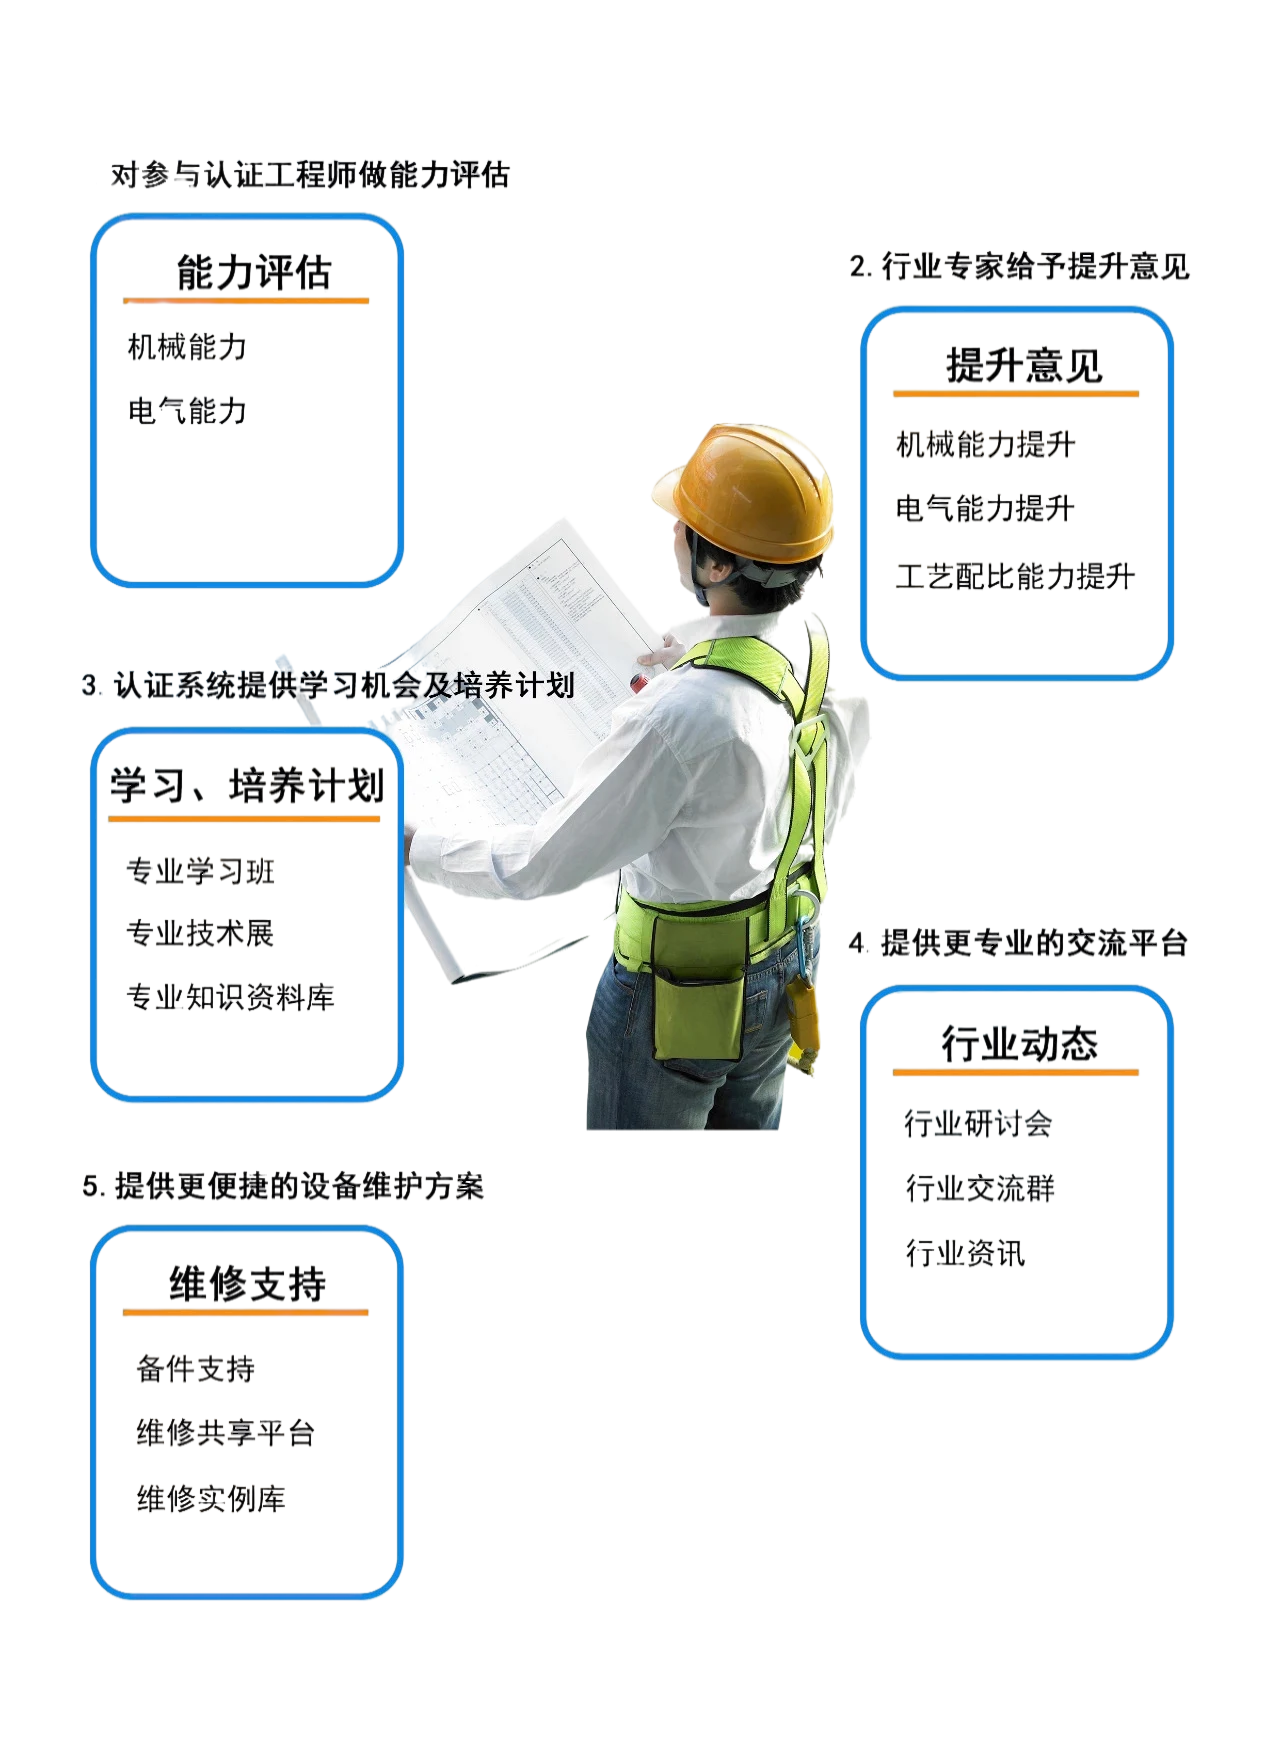 对参与认证工程师做能力评估
能力评估
机械能力
电气能力
2. 行业专家给予提升意见
提升意见
机械能力提升
电气能力提升
工艺配比能力提升
3. 认证系统提供学习机会及培养计划
学习、培养计划
专业学习班
专业技术展
专业知识资料库
4. 提供更专业的交流平台
行业动态
行业研讨会
行业交流群
行业资讯
5. 提供更便捷的设备维护方案
维修支持
备件支持
维修共享平台
维修实例库